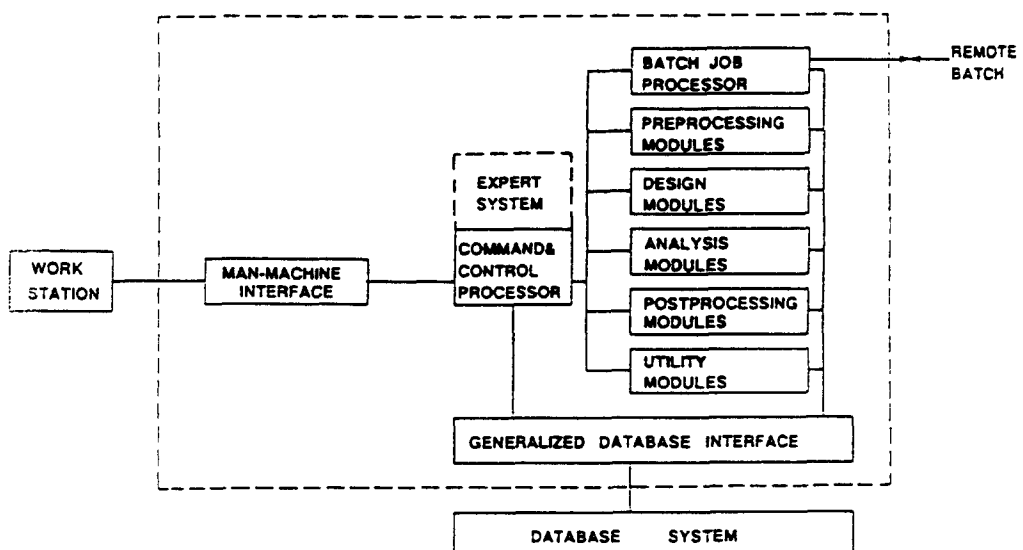 BATCH JOB
PROCESSOR
REMOTE
BATCH
PREPROCESSING
MODULES
EXPERT
SYSTEM
DESIGN
MODULES
COMMAND&
CONTROL
PROCESSOR
ANALYSIS
MODULES
WORK
STATION
MAN-MACHINE
INTERFACE
POSTPROCESSING
MODULES
UTILITY
MODULES
GENERALIZED DATABASE INTERFACE
DATABASE SYSTEM